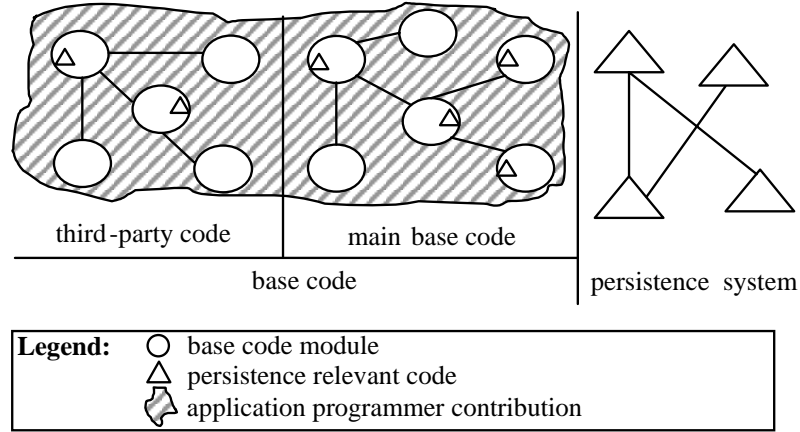 third-party code
main base code
base code
persistence system
Legend:
base code module
persistence relevant code
application programmer contribution